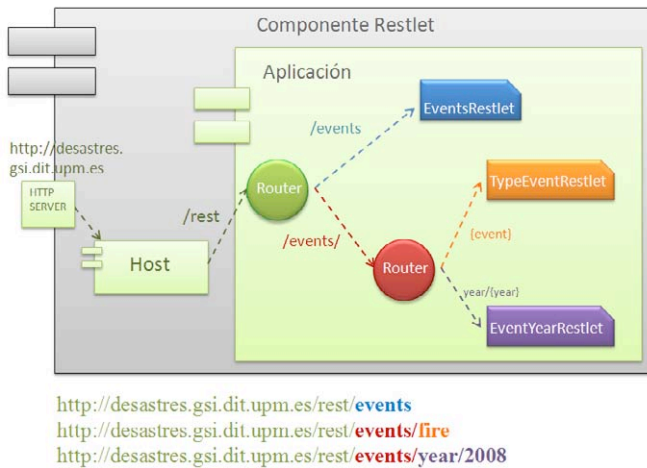 Componente Restlet
Aplicación
EventsRestlet
/events
http://desastres.
gsi.dit.upm.es
HTTP
SERVER
Router
TypeEventRestlet
/rest
/events/
{event}
Host
Router
year/{year}
EventYearRestlet
http://desastres.gsi.dit.upm.es/rest/events
http://desastres.gsi.dit.upm.es/rest/events/fire
http://desastres.gsi.dit.upm.es/rest/events/year/2008